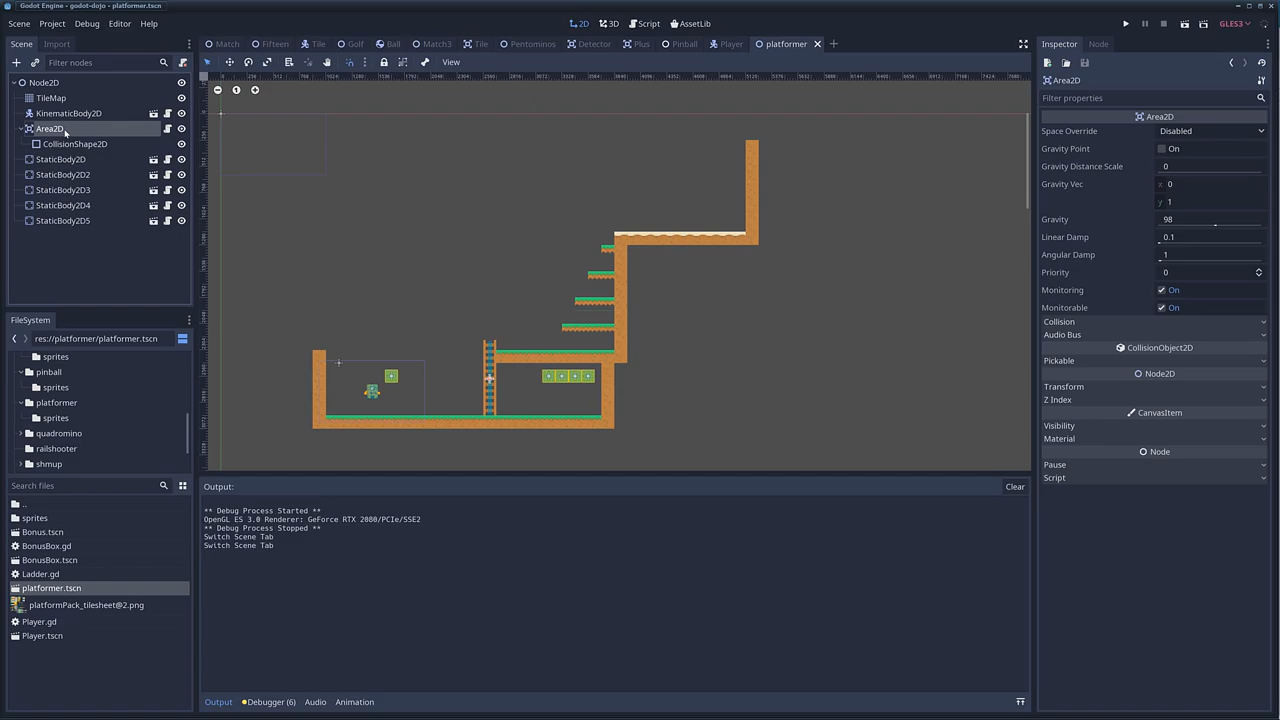 Godot Engine - godot-dojo - platformer.tscn
Scene Project Debug Editor Help
2D 3D Script AssetLib
GLES3
Scene Import
Match Fifteen Tile Golf Ball Match3 Tile Pentominos Detector Plus Pinball Player platformer
Inspector Node
Filter nodes
View
Area2D
Filter properties
Node2D
TileMap
KinematicBody2D
Area2D
CollisionShape2D
StaticBody2D
StaticBody2D2
StaticBody2D3
StaticBody2D4
StaticBody2D5
Area2D
Space Override Disabled
Gravity Point On
Gravity Distance Scale 0
Gravity Vec x 0
y 1
Gravity 98
Linear Damp 0.1
Angular Damp 1
Priority 0
Monitoring On
Monitorable On
Collision
Audio Bus
CollisionObject2D
Pickable
Node2D
Transform
Z Index
CanvasItem
Visibility
Material
Node
Pause
Script
FileSystem
res://platformer/platformer.tscn
sprites
pinball
sprites
platformer
sprites
quadromino
railshooter
shmup
Search files
..
sprites
Bonus.tscn
BonusBox.gd
BonusBox.tscn
Ladder.gd
platformer.tscn
platformPack_tilesheet@2.png
Player.gd
Player.tscn
Output:
Clear
** Debug Process Started **
OpenGL ES 3.0 Renderer: GeForce RTX 2080/PCIe/SSE2
** Debug Process Stopped **
Switch Scene Tab
Switch Scene Tab
Output Debugger (6) Audio Animation